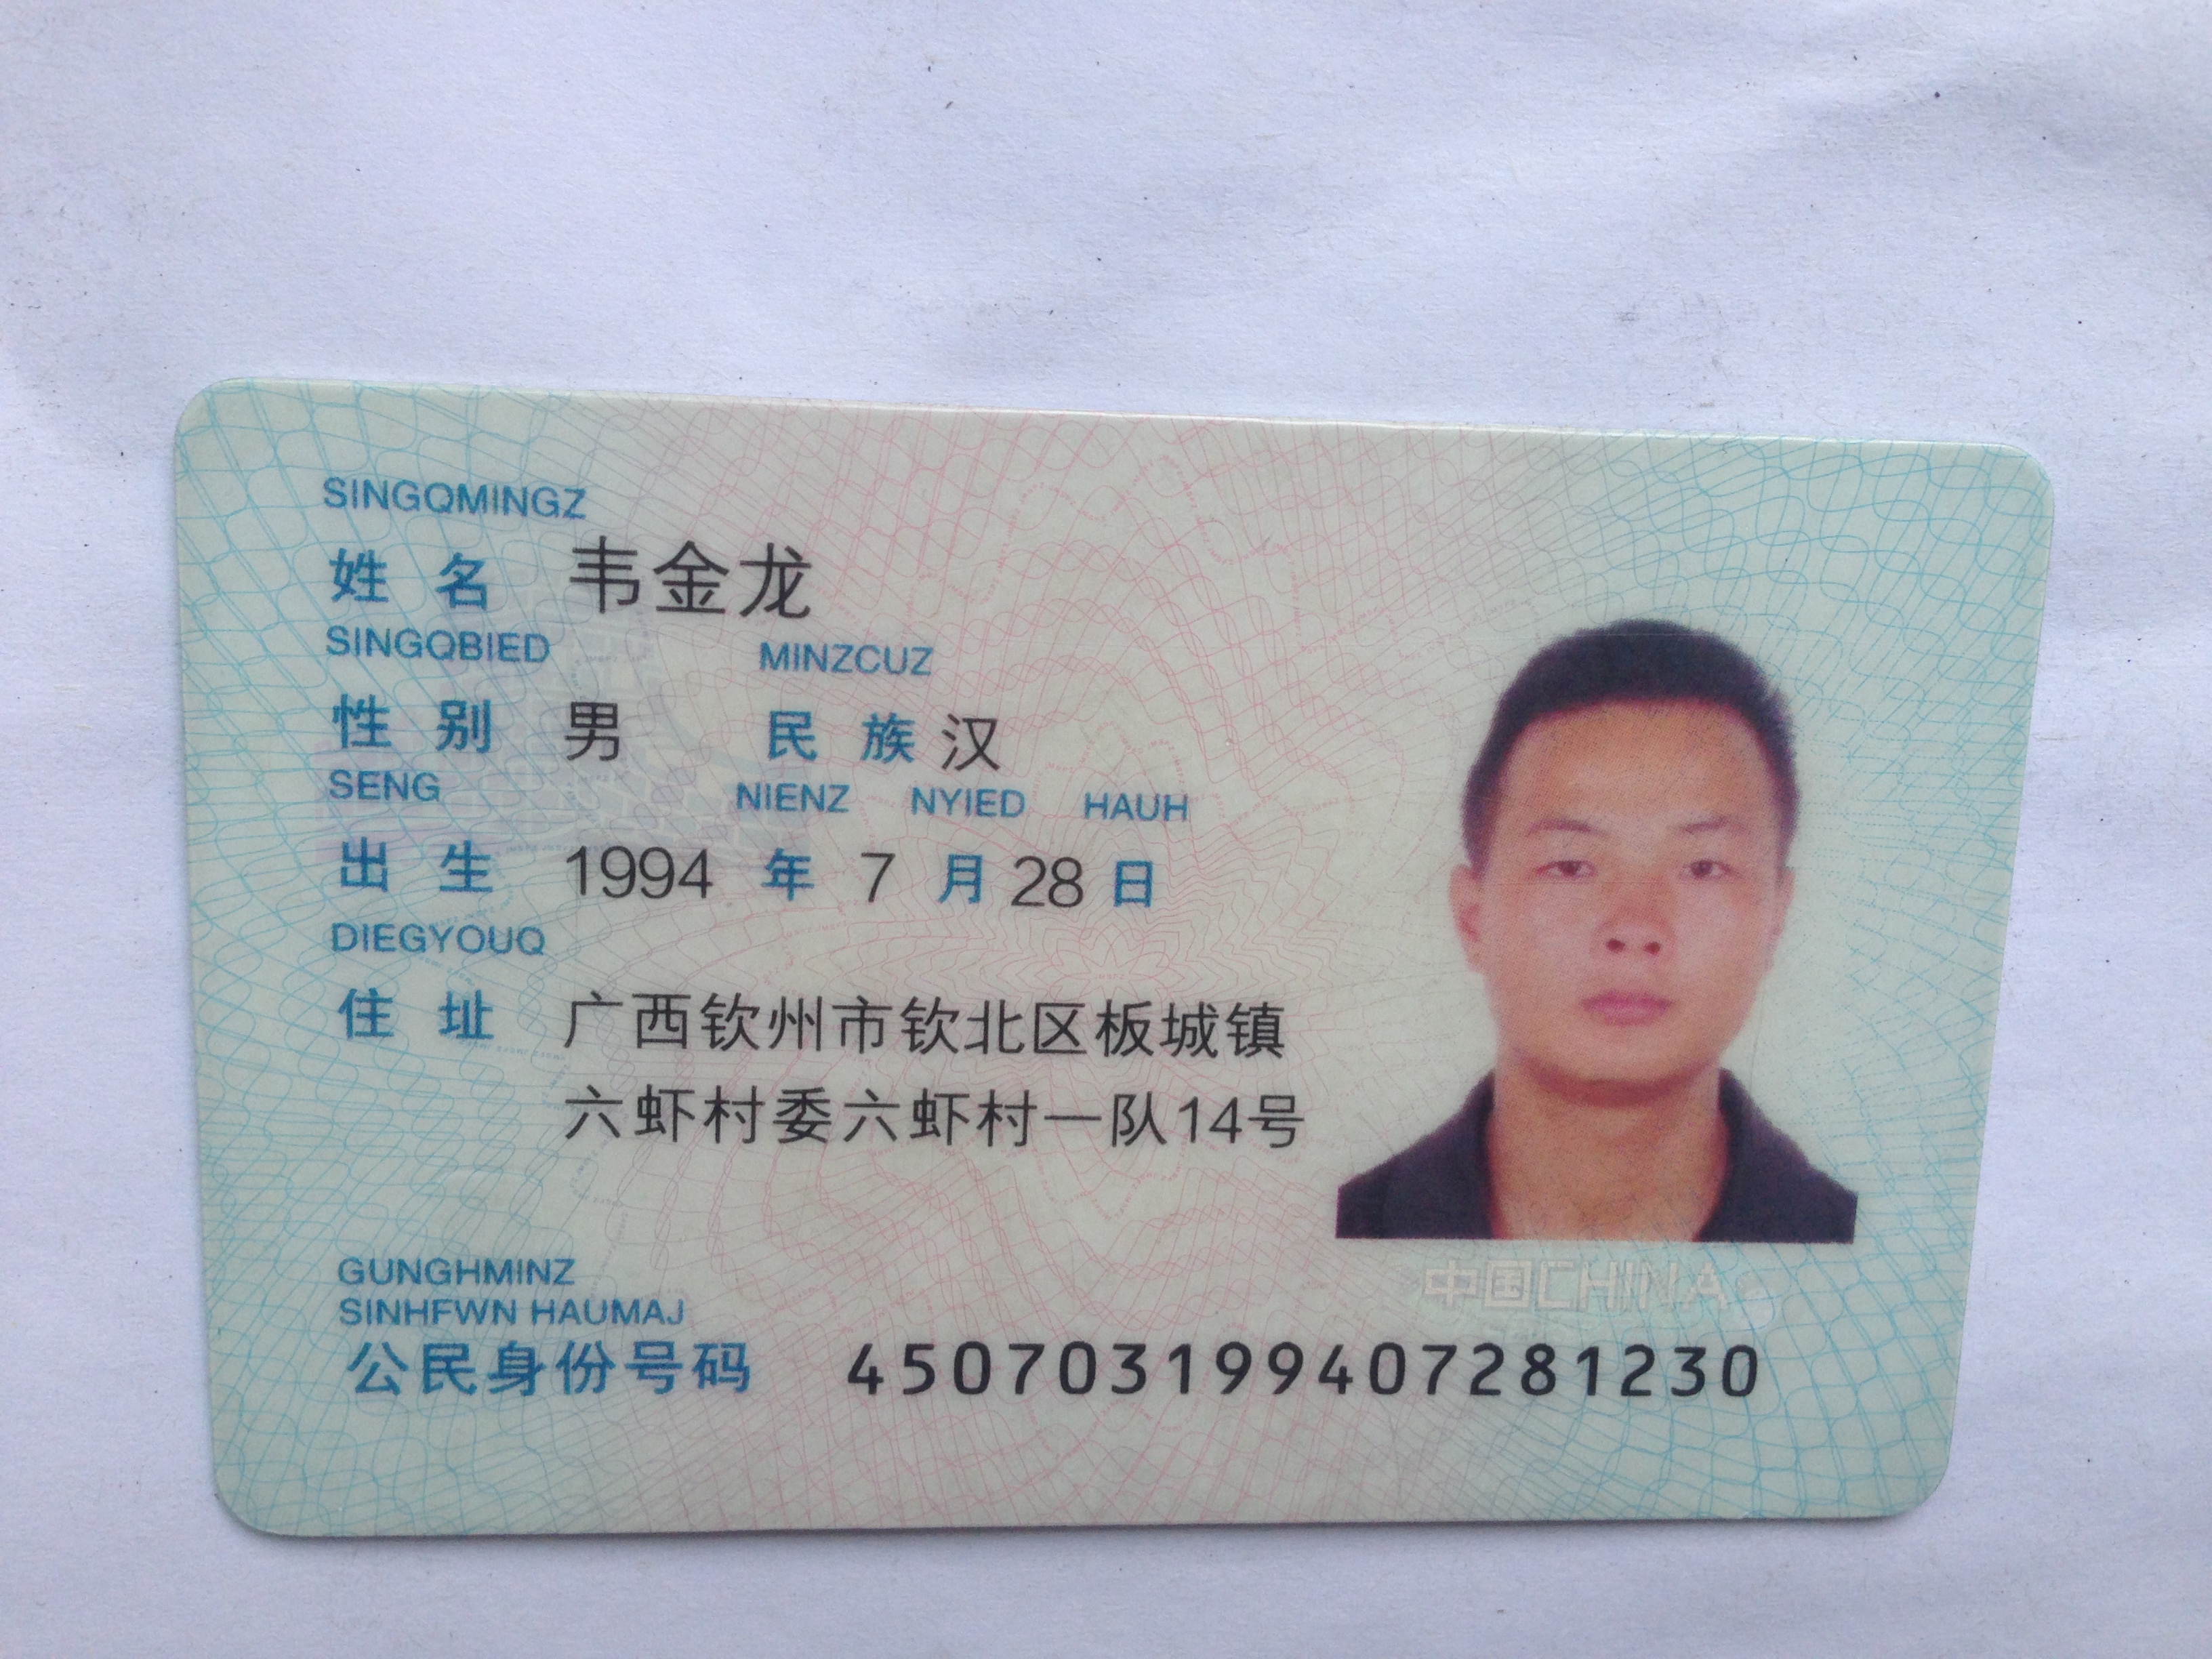 SINGQMINGZ
姓 名 韦金龙
SINGQBIED MINZCUZ
性 别 男 民 族 汉
SENG NIENZ NYIED HAUH
出 生 1994 年 7 月 28 日
DIEGYOUQ
住 址 广西钦州市钦北区板城镇
六虾村委六虾村一队14号
中国CHINA
GUNGHMINZ
SINHFWN HAUMAJ
公民身份号码 450703199407281230